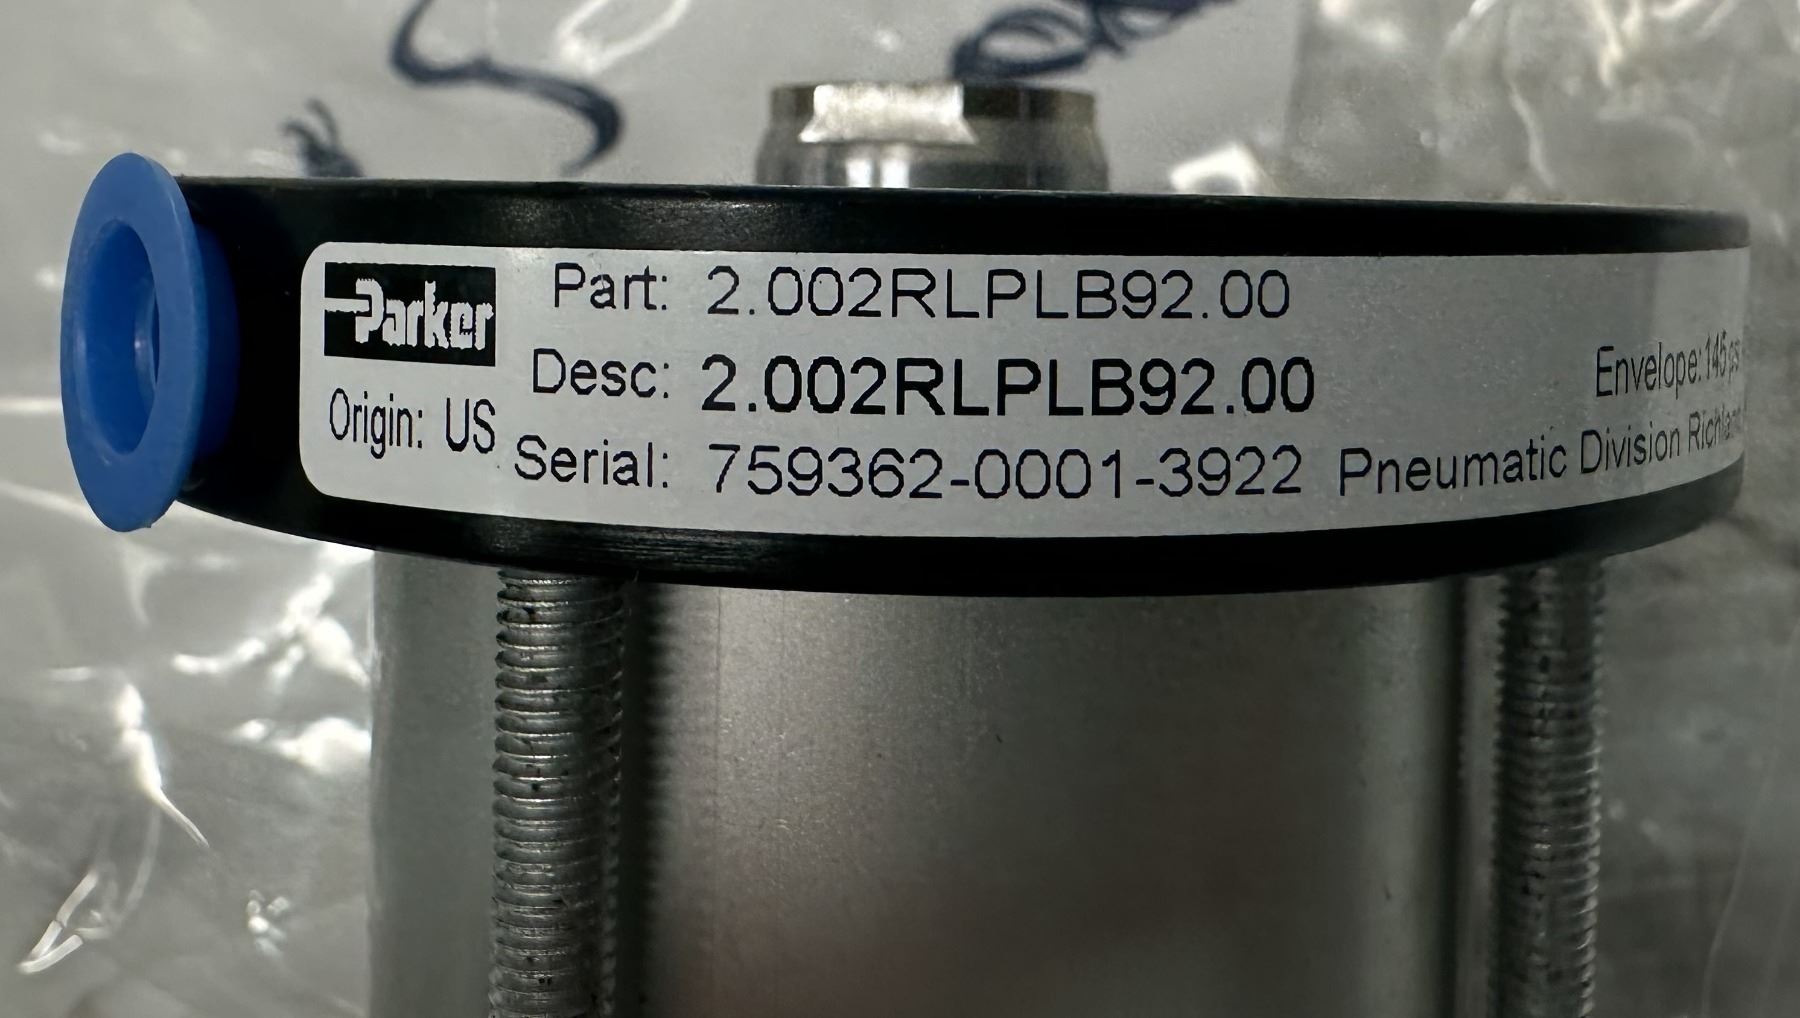 Parker
Origin: US
Part: 2.002RLPLB92.00
Desc: 2.002RLPLB92.00
Serial: 759362-0001-3922 Pneumatic Division
Envelope: